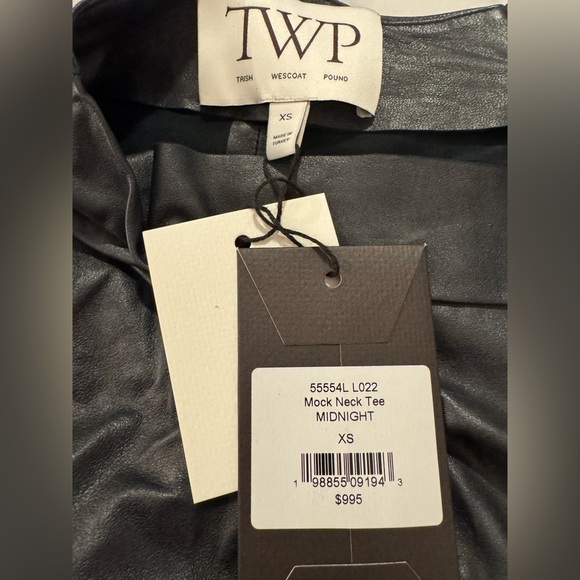 TWP
TRISH WESCOAT POUND
XS
MADE IN
TURKEY
55554L L022
Mock Neck Tee
MIDNIGHT
XS
1 98855 09194 3
$995